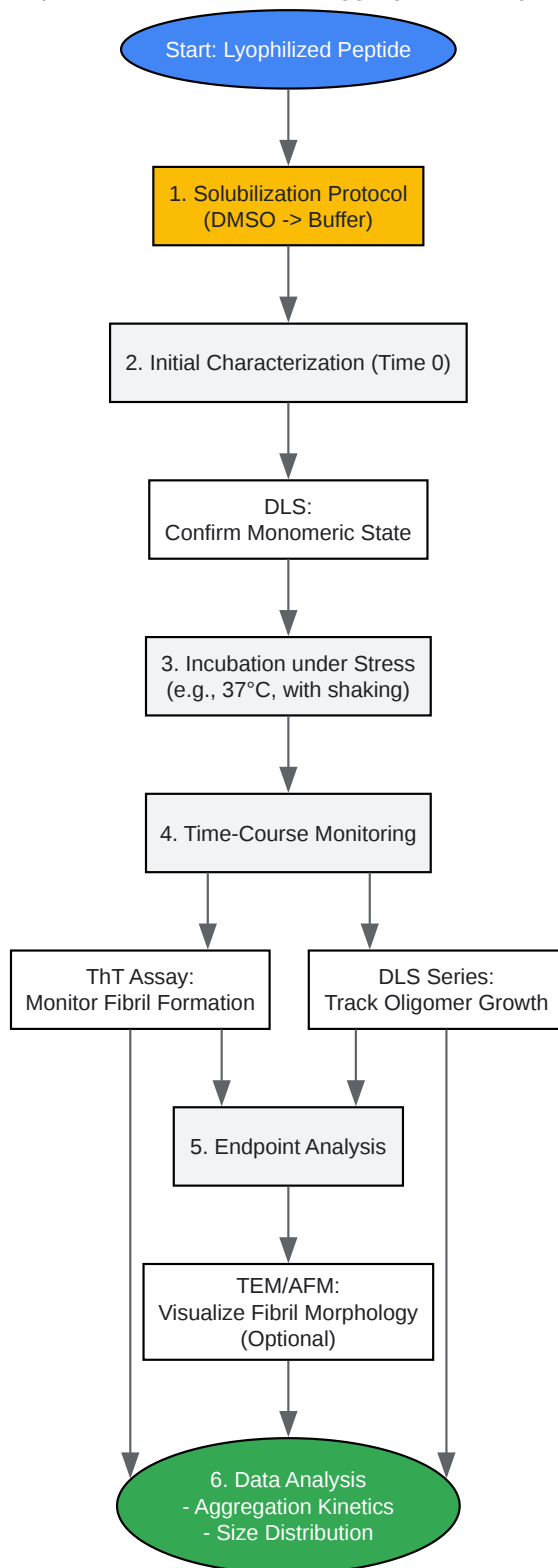 Start: Lyophilized Peptide
1. Solubilization Protocol
(DMSO -> Buffer)
2. Initial Characterization (Time 0)
DLS:
Confirm Monomeric State
3. Incubation under Stress
(e.g., 37°C, with shaking)
4. Time-Course Monitoring
ThT Assay:
Monitor Fibril Formation
DLS Series:
Track Oligomer Growth
5. Endpoint Analysis
TEM/AFM:
Visualize Fibril Morphology
(Optional)
6. Data Analysis
- Aggregation Kinetics
- Size Distribution